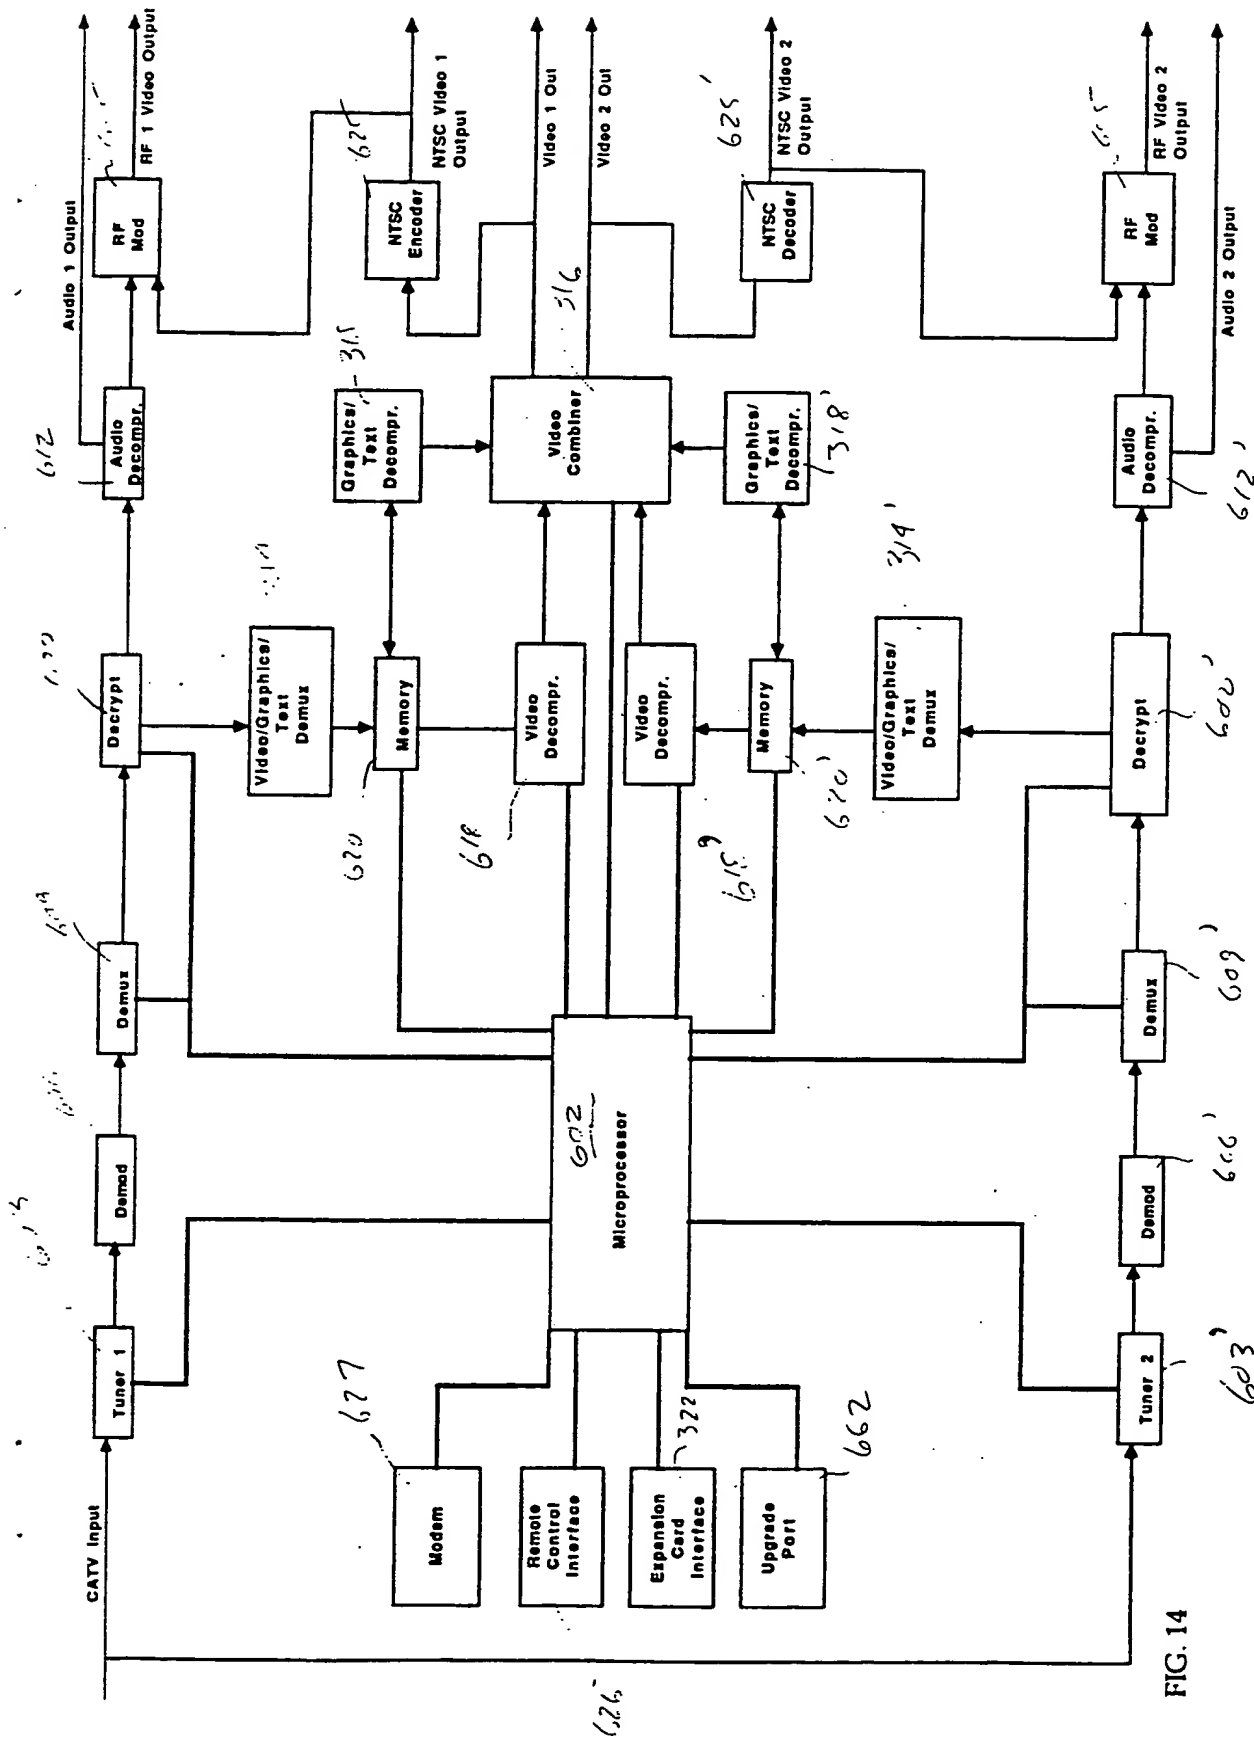 CATV Input
Tuner 1
Demod
Demux
Decrypt
Audio
Decompr.
612
Audio 1 Output
RF
Mod
RF 1 Video Output
Video/Graphics/
Text
Demux
Memory
620
Graphics/
Text
Decompr.
NTSC
Encoder
NTSC Video 1
Output
Video
Decompr.
618
Video
Combiner
316
Video 1 Out
Video 2 Out
Modem
627
Remote
Control
Interface
Expansion
Card
Interface
322
Upgrade
Port
662
Microprocessor
602
Video
Decompr.
Memory
620'
Graphics/
Text
Decompr.
318'
NTSC
Decoder
625'
NTSC Video 2
Output
Video/Graphics/
Text
Demux
314'
Tuner 2
603'
Demod
606'
Demux
609'
Decrypt
Audio
Decompr.
612'
RF
Mod
RF Video 2
Output
Audio 2 Output
FIG. 14